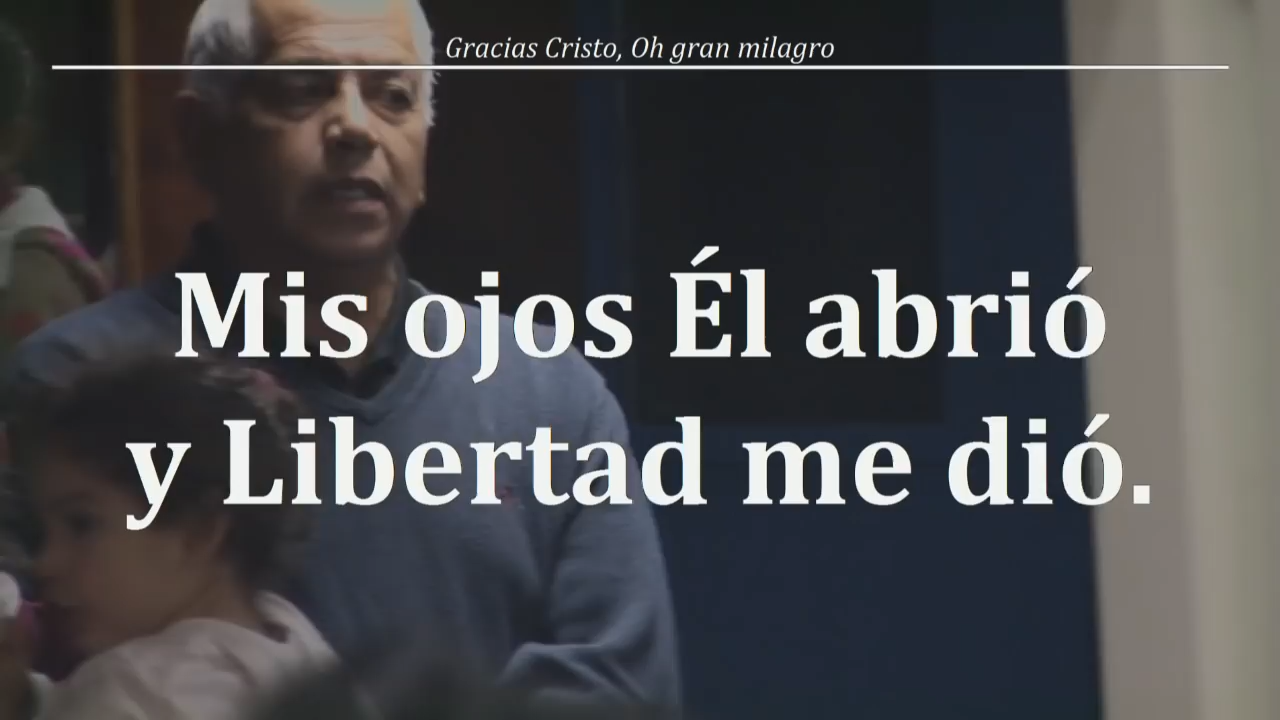 Gracias Cristo, Oh gran milagro
Mis ojos Él abrió
y Libertad me dió.